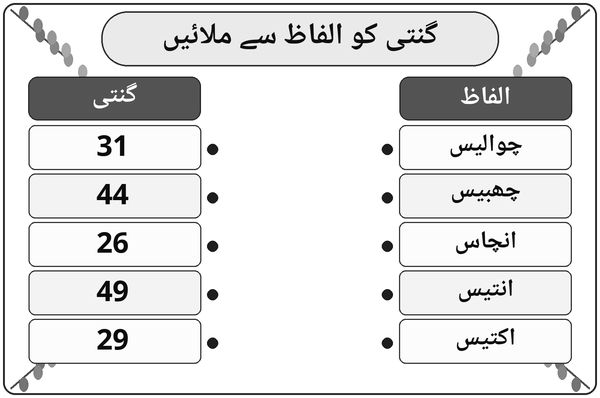 گنتی کو الفاظ سے ملائیں
الفاظ گنتی
چوالیس 31
چھبیس 44
انچاس 26
انتیس 49
اکتیس 29